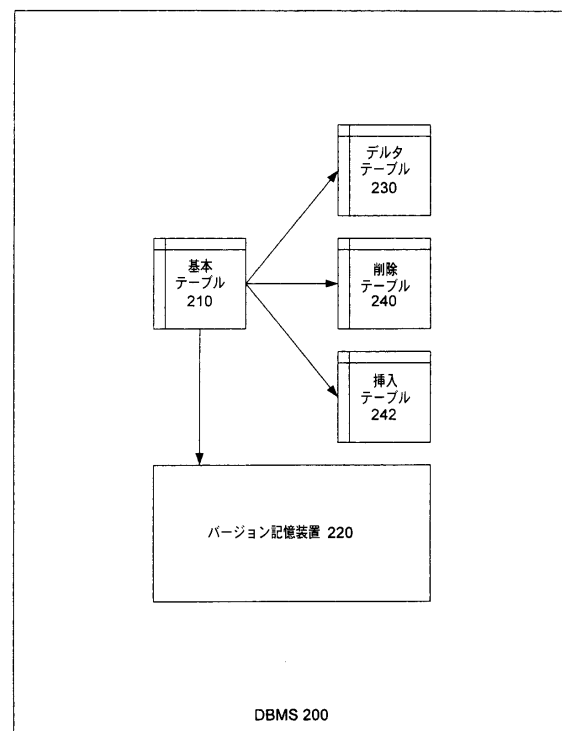 デルタ
テーブル
230
基本
テーブル
210
削除
テーブル
240
挿入
テーブル
242
バージョン記憶装置 220
DBMS 200